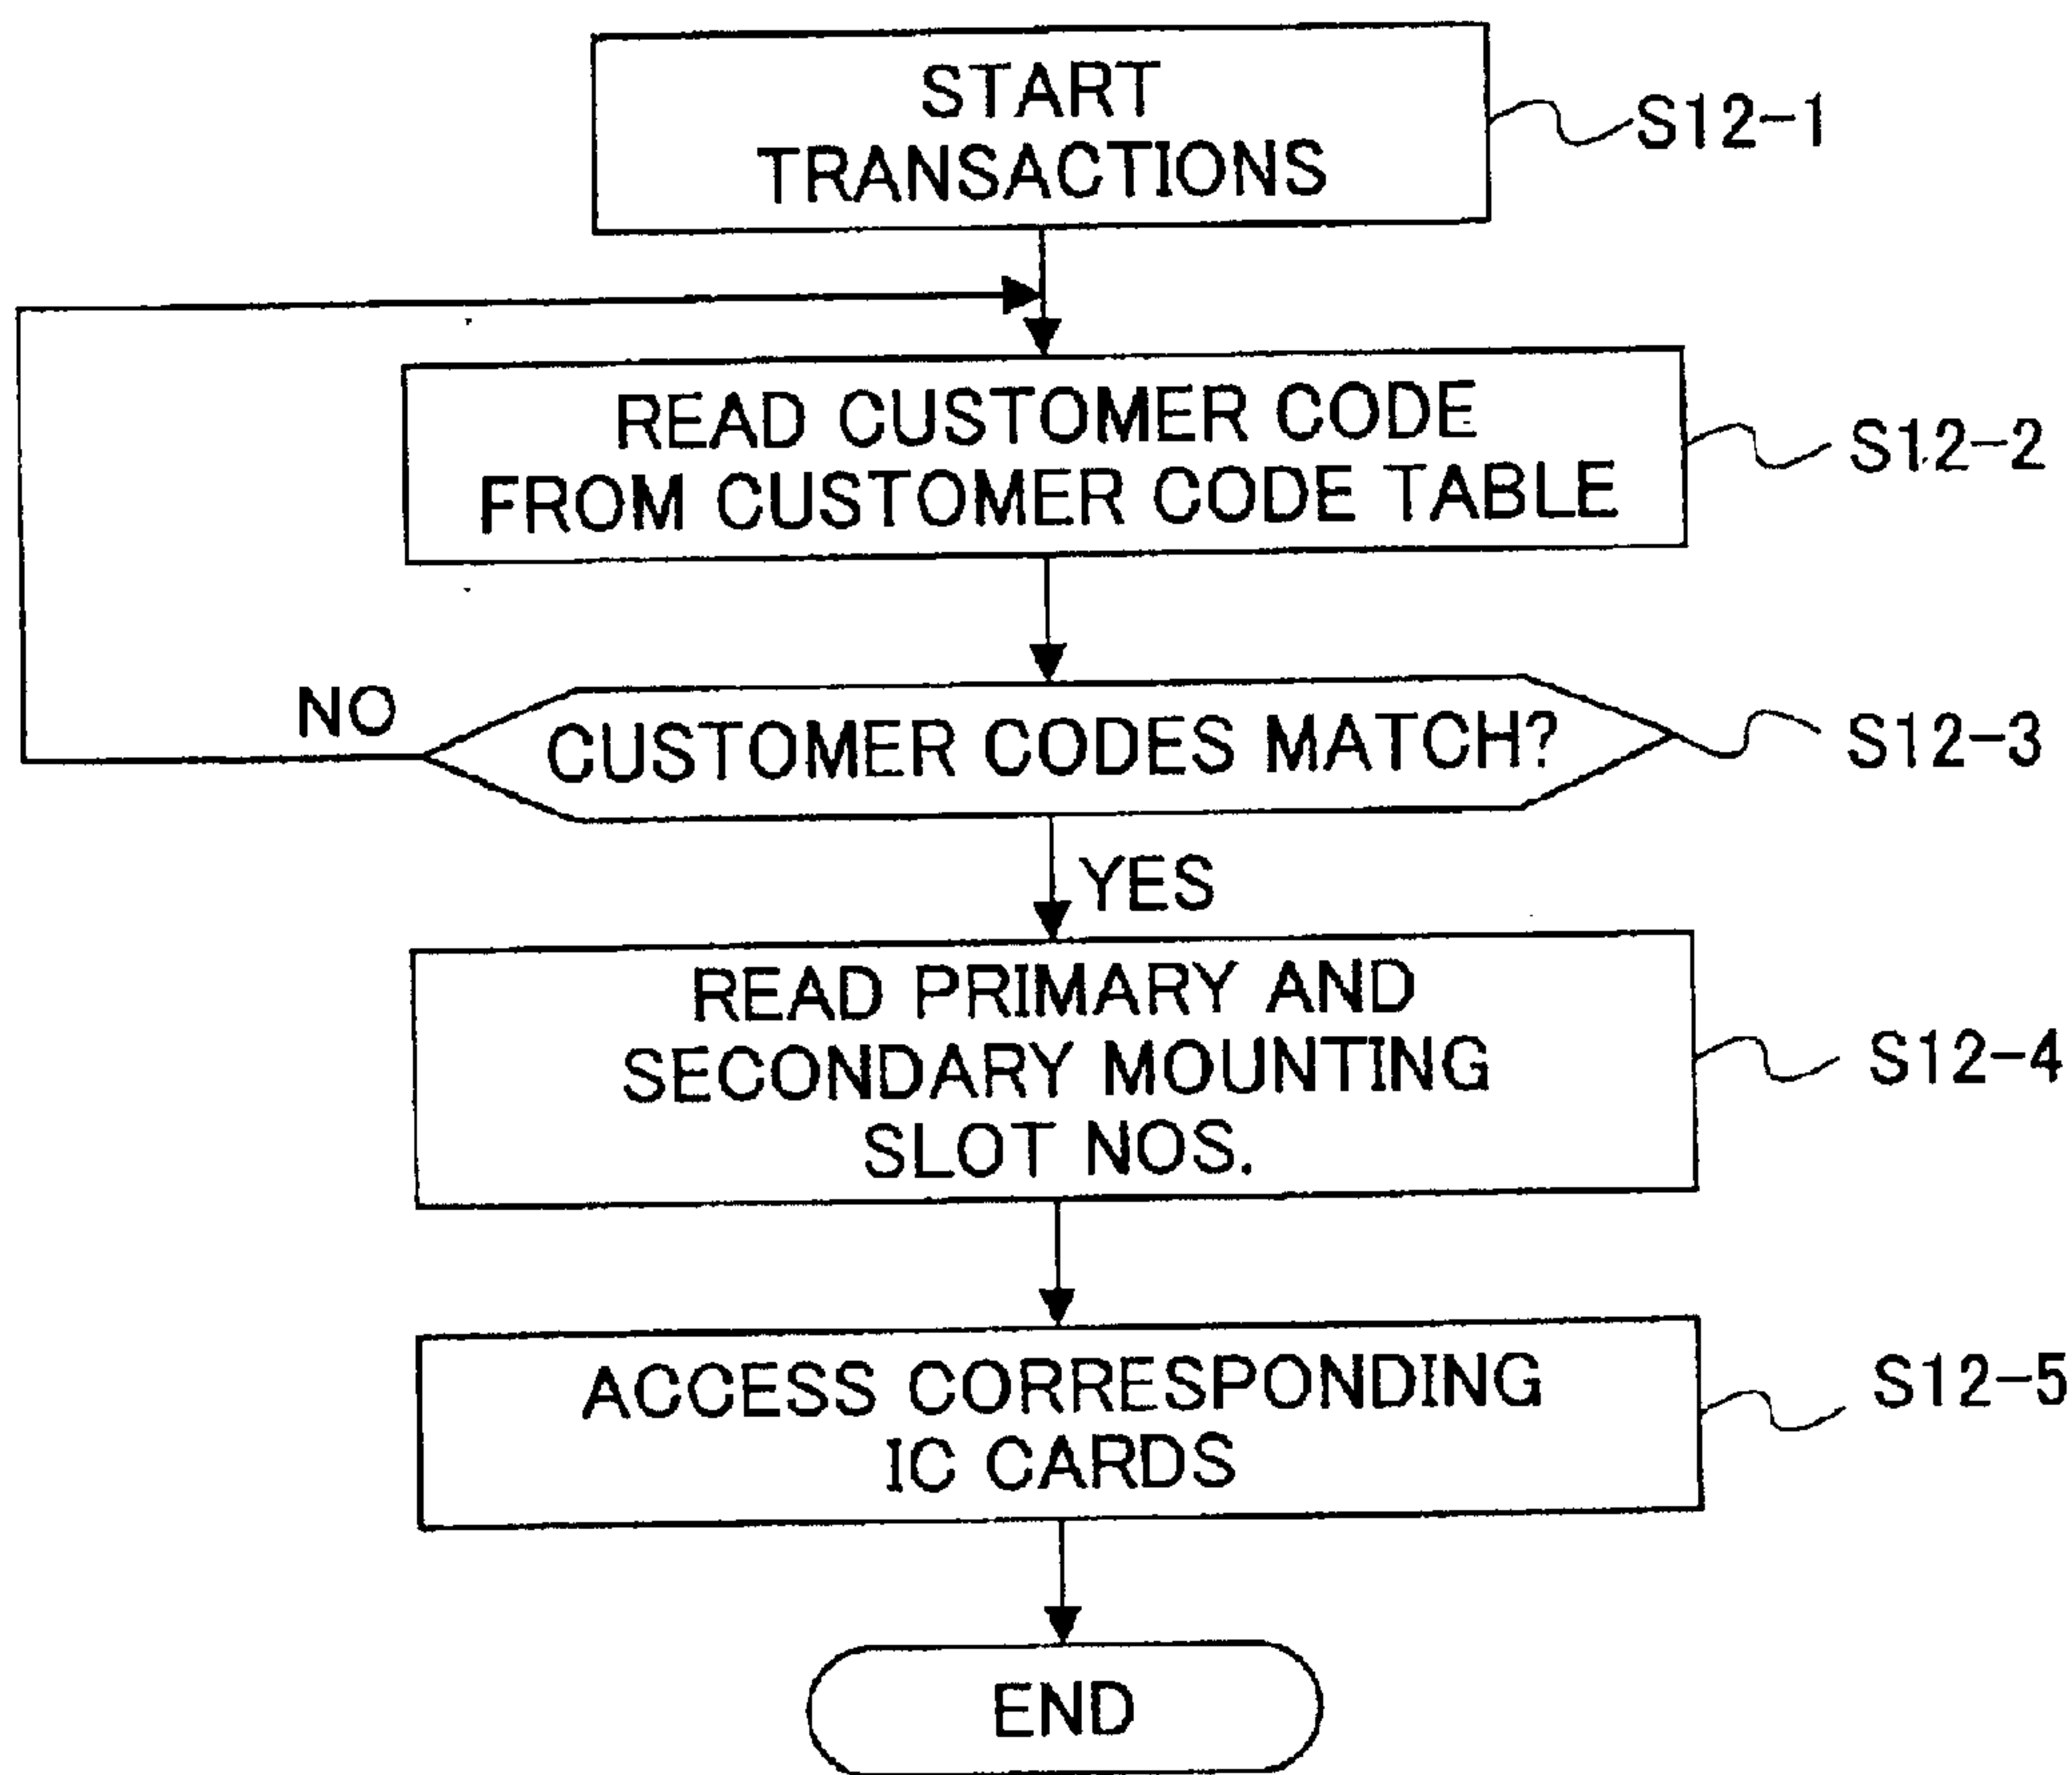 START
TRANSACTIONS
S12-1
READ CUSTOMER CODE
FROM CUSTOMER CODE TABLE
S12-2
NO
CUSTOMER CODES MATCH?
S12-3
YES
READ PRIMARY AND
SECONDARY MOUNTING
SLOT NOS.
S12-4
ACCESS CORRESPONDING
IC CARDS
S12-5
END